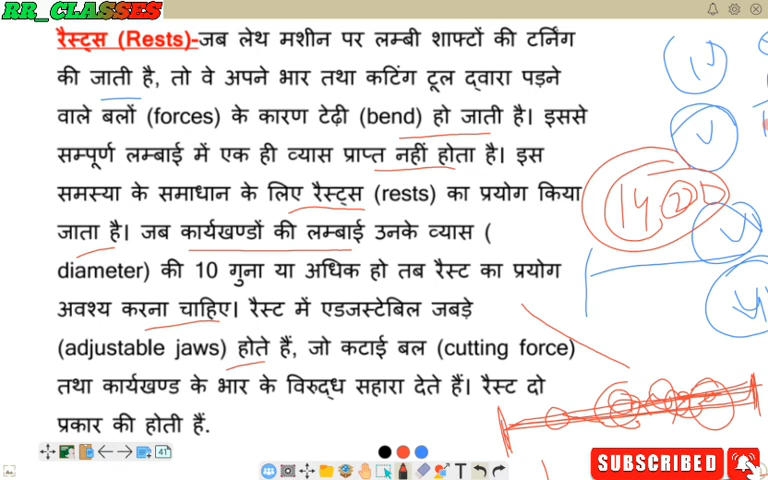 RR_CLASSES
रैस्ट्स (Rests)-जब लेथ मशीन पर लम्बी शाफ्टों की टर्निंग
की जाती है, तो वे अपने भार तथा कटिंग टूल द्वारा पड़ने
वाले बलों (forces) के कारण टेढ़ी (bend) हो जाती है। इससे
सम्पूर्ण लम्बाई में एक ही व्यास प्राप्त नहीं होता है। इस
समस्या के समाधान के लिए रैस्ट्स (rests) का प्रयोग किया
जाता है। जब कार्यखण्डों की लम्बाई उनके व्यास (
diameter) की 10 गुना या अधिक हो तब रैस्ट का प्रयोग
अवश्य करना चाहिए। रैस्ट में एडजस्टेबिल जबड़े
(adjustable jaws) होते हैं, जो कटाई बल (cutting force)
तथा कार्यखण्ड के भार के विरुद्ध सहारा देते हैं। रैस्ट दो
प्रकार की होती हैं.
41
T
SUBSCRIBED